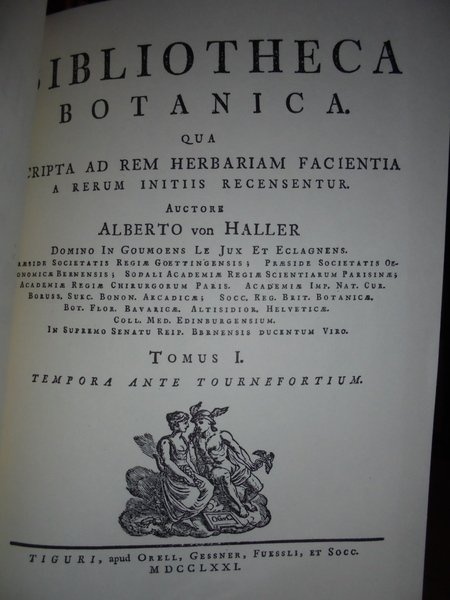 BIBLIOTHECA
BOTANICA.
QUA
SCRIPTA AD REM HERBARIAM FACIENTIA
A RERUM INITIIS RECENSENTUR.
AUCTORE
ALBERTO von HALLER
DOMINO IN GOUMOENS LE JUX ET ECLAGNENS.
PRÆSIDE SOCIETATIS REGIÆ GOETTINGENSIS; PRÆSIDE SOCIETATIS OE-
CONOMICÆ BERNENSIS; SODALI ACADEMIÆ REGIÆ SCIENTIARUM PARISINÆ;
ACADEMIÆ REGIÆ CHIRURGORUM PARIS. ACADEMIÆ IMP. NAT. CUR.
BORUSS. SUEC. BONON. ARCADICÆ; SOCC. REG. BRIT. BOTANICÆ.
BOT. FLOR. BAVARICÆ. ALTISIDIOR. HELVETICÆ.
COLL. MED. EDINBURGENSIUM.
IN SUPREMO SENATU REIP. BERNENSIS DUCENTUM VIRO.
TOMUS I.
TEMPORA ANTE TOURNEFORTIUM.
TIGURI, apud ORELL, GESSNER, FUESSLI, ET SOCC.
MDCCLXXI.